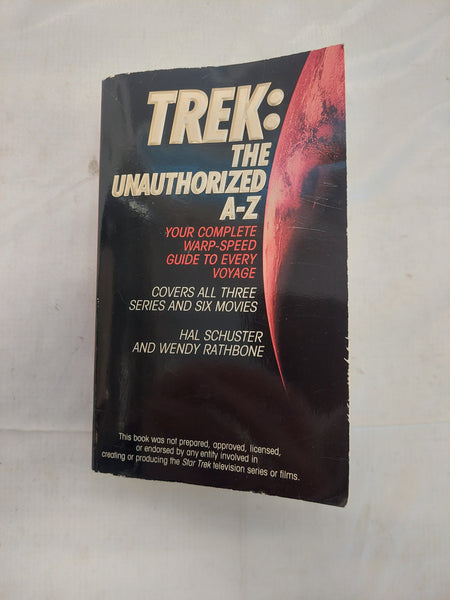 TREK:
THE
UNAUTHORIZED
A-Z
YOUR COMPLETE
WARP-SPEED
GUIDE TO EVERY
VOYAGE
COVERS ALL THREE
SERIES AND SIX MOVIES
HAL SCHUSTER
AND WENDY RATHBONE
This book was not prepared, approved, licensed,
or endorsed by any entity involved in
creating or producing the Star Trek television series or films.